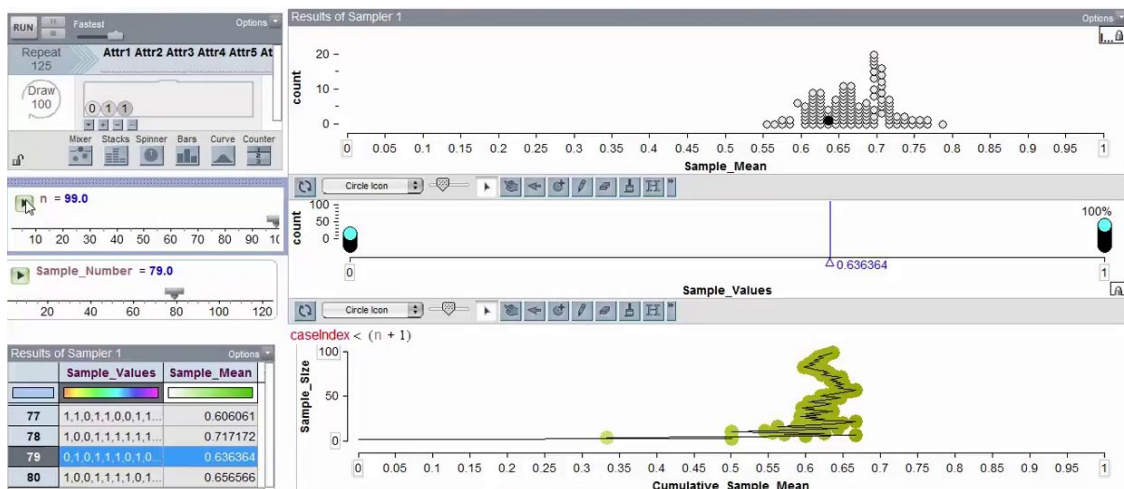 RUN
Fastest
Options
Repeat
125
Attr1 Attr2 Attr3 Attr4 Attr5 At
Draw
100
0 1 1
Mixer Stacks Spinner Bars Curve Counter
n = 99.0
10 20 30 40 50 60 70 80 90
Sample_Number = 79.0
20 40 60 80 100 120
Results of Sampler 1
Options
Sample_Values Sample_Mean
77 1,1,0,1,1,0,0,1,1... 0.606061
78 1,0,0,1,1,1,1,1,1... 0.717172
79 0,1,0,1,1,1,0,1,0... 0.636364
80 1,0,0,1,1,1,1,0,1... 0.656566
Results of Sampler 1
Options
20
10
0
count
0 0.05 0.1 0.15 0.2 0.25 0.3 0.35 0.4 0.45 0.5 0.55 0.6 0.65 0.7 0.75 0.8 0.85 0.9 0.95 1
Sample_Mean
Circle Icon
100
50
0
count
100%
0.636364
0 1
Sample_Values
Circle Icon
caseIndex < (n + 1)
100
50
0
Sample_Size
0 0.05 0.1 0.15 0.2 0.25 0.3 0.35 0.4 0.45 0.5 0.55 0.6 0.65 0.7 0.75 0.8 0.85 0.9 0.95 1
Cumulative_Sample_Mean